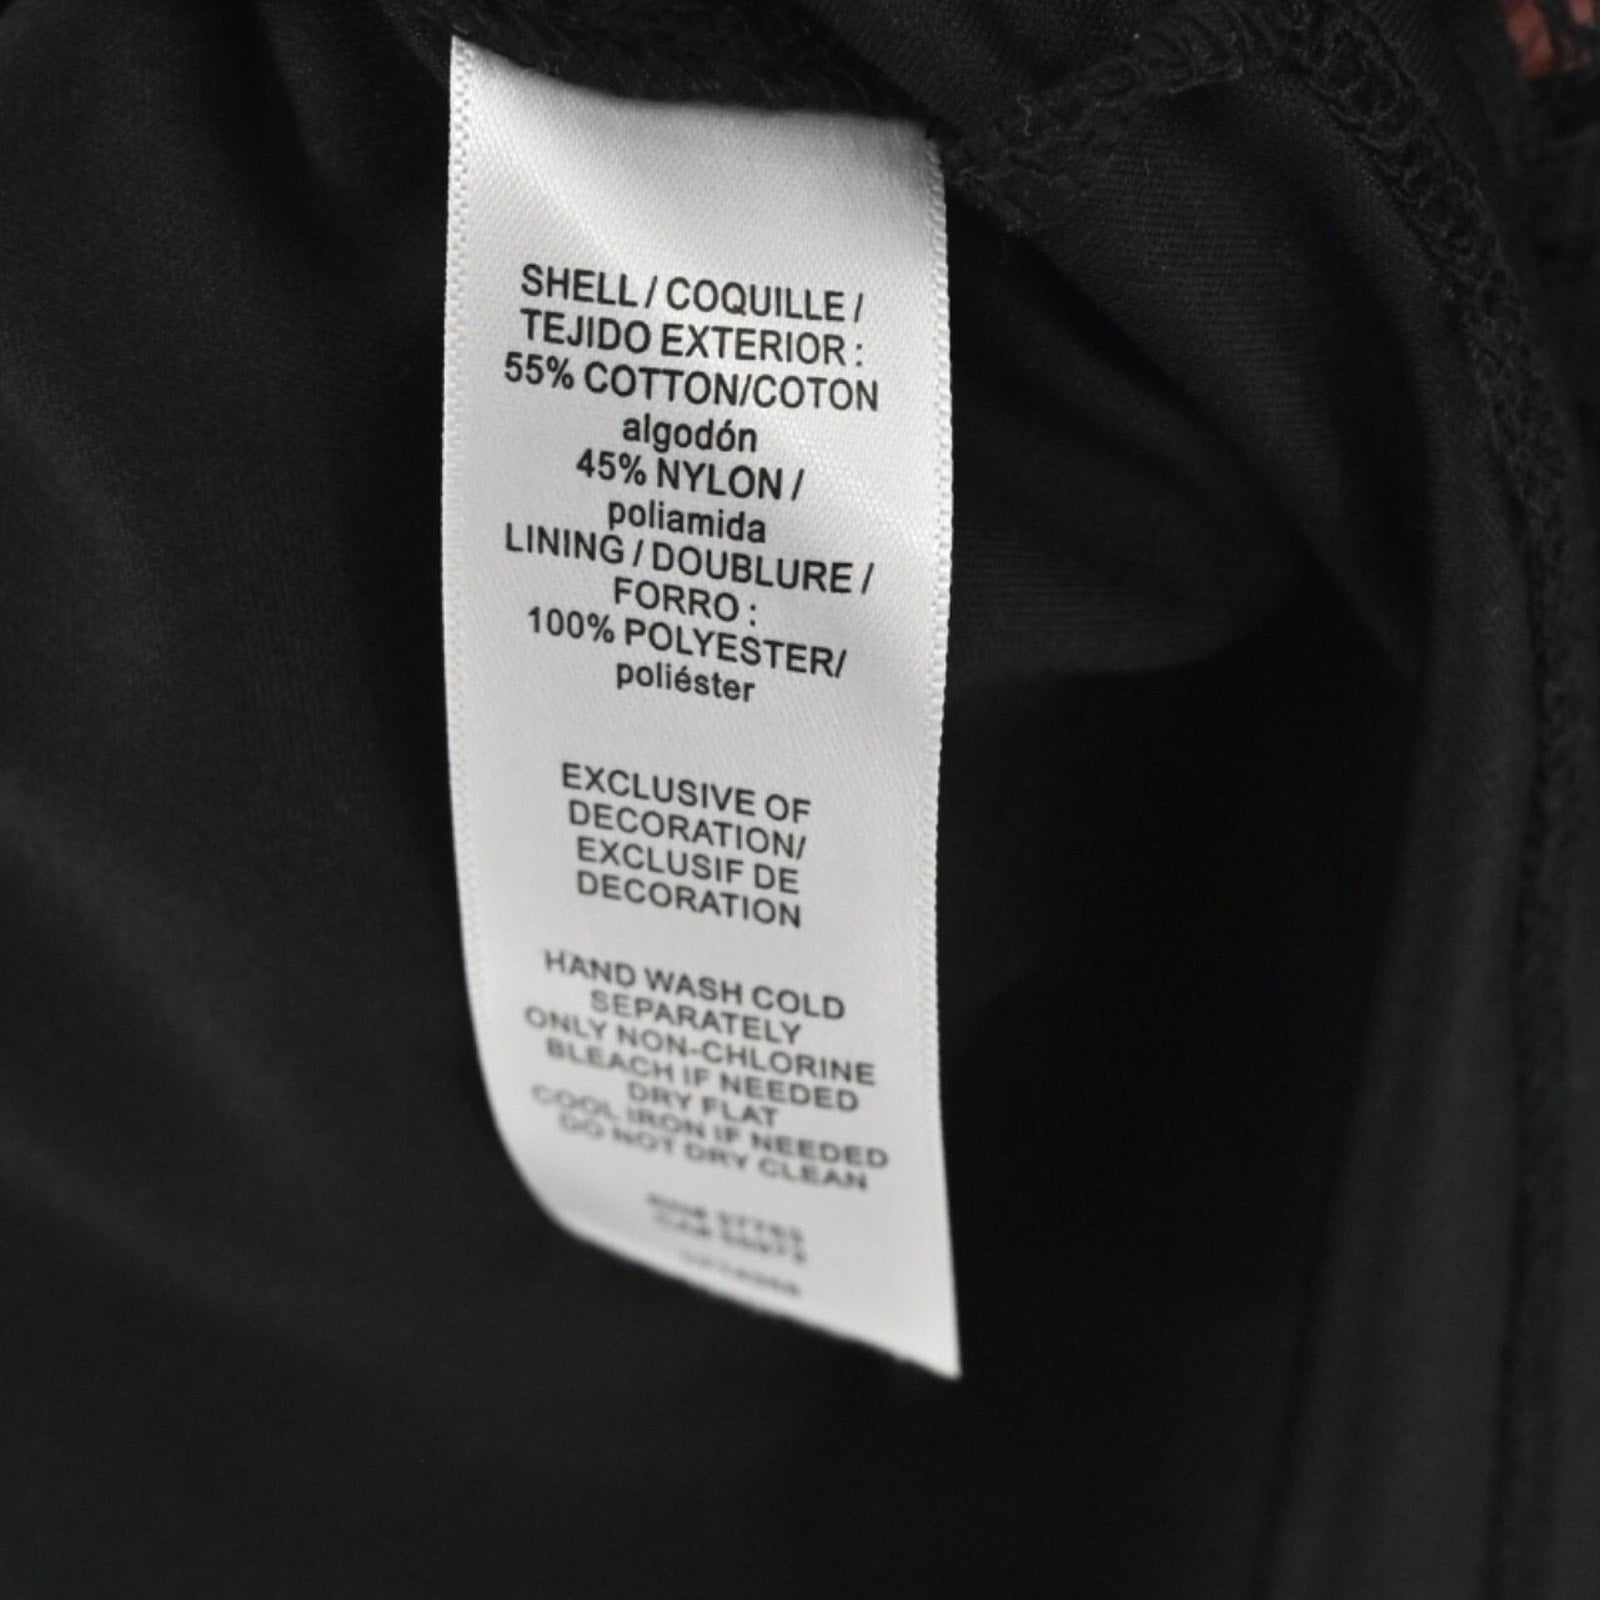 SHELL / COQUILLE /
TEJIDO EXTERIOR :
55% COTTON/COTON
algodón
45% NYLON /
poliamida
LINING / DOUBLURE /
FORRO :
100% POLYESTER/
poliéster
EXCLUSIVE OF
DECORATION/
EXCLUSIF DE
DECORATION
HAND WASH COLD
SEPARATELY
ONLY NON-CHLORINE
BLEACH IF NEEDED
DRY FLAT
COOL IRON IF NEEDED
DO NOT DRY CLEAN